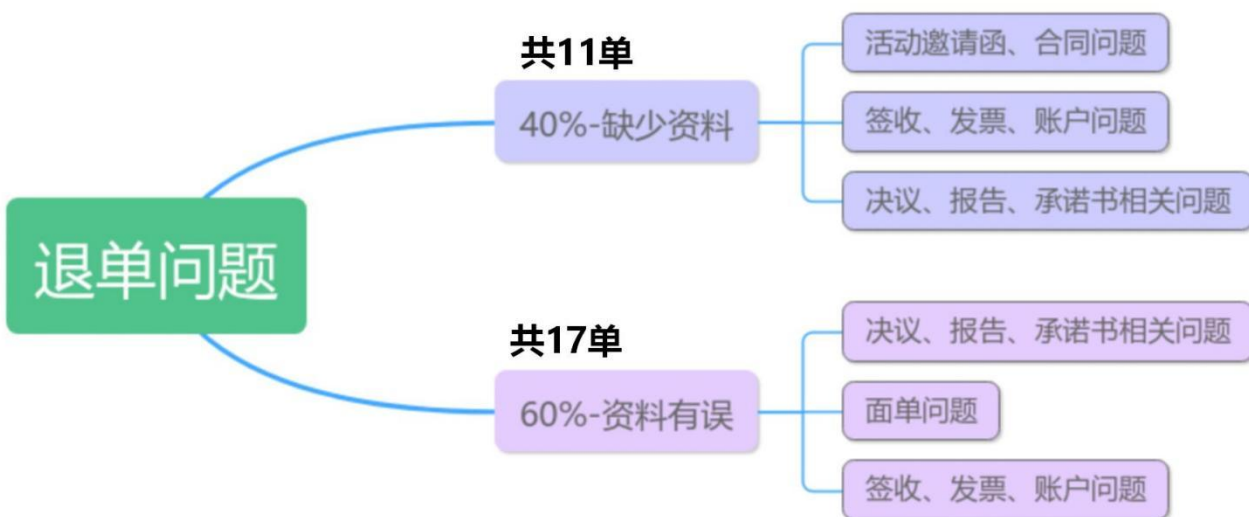 退单问题
共11单
40%-缺少资料
活动邀请函、合同问题
签收、发票、账户问题
决议、报告、承诺书相关问题
共17单
60%-资料有误
决议、报告、承诺书相关问题
面单问题
签收、发票、账户问题